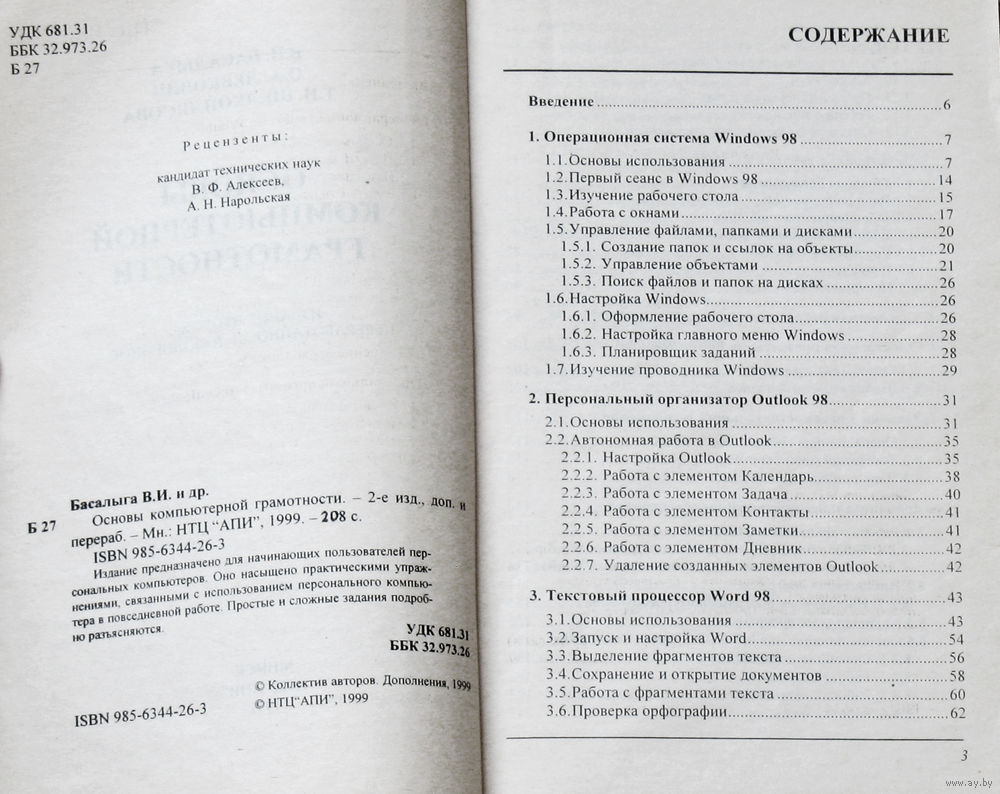 УДК 681.31
ББК 32.973.26
Б 27
Рецензенты:
кандидат технических наук
В. Ф. Алексеев,
А. Н. Нарольская
Басалыга В.И. и др.
Б 27 Основы компьютерной грамотности. – 2-е изд., доп. и
перераб. – Мн.: НТЦ "АПИ", 1999. – 208 с.
ISBN 985-6344-26-3
Издание предназначено для начинающих пользователей пер-
сональных компьютеров. Оно насыщено практическими упраж-
нениями, связанными с использованием персонального компью-
тера в повседневной работе. Простые и сложные задания подроб-
но разъясняются.
УДК 681.31
ББК 32.973.26
© Коллектив авторов. Дополнения, 1999
© НТЦ"АПИ", 1999
ISBN 985-6344-26-3
СОДЕРЖАНИЕ
Введение 6
1. Операционная система Windows 98 7
1.1.Основы использования 7
1.2.Первый сеанс в Windows 98 14
1.3.Изучение рабочего стола 15
1.4.Работа с окнами 17
1.5.Управление файлами, папками и дисками 20
1.5.1. Создание папок и ссылок на объекты 20
1.5.2. Управление объектами 21
1.5.3. Поиск файлов и папок на дисках 26
1.6.Настройка Windows 26
1.6.1. Оформление рабочего стола 26
1.6.2. Настройка главного меню Windows 28
1.6.3. Планировщик заданий 28
1.7.Изучение проводника Windows 29
2. Персональный организатор Outlook 98 31
2.1.Основы использования 31
2.2.Автономная работа в Outlook 35
2.2.1. Настройка Outlook 35
2.2.2. Работа с элементом Календарь 38
2.2.3. Работа с элементом Задача 40
2.2.4. Работа с элементом Контакты 41
2.2.5. Работа с элементом Заметки 41
2.2.6. Работа с элементом Дневник 42
2.2.7. Удаление созданных элементов Outlook 42
3. Текстовый процессор Word 98 43
3.1.Основы использования 43
3.2.Запуск и настройка Word 54
3.3.Выделение фрагментов текста 56
3.4.Сохранение и открытие документов 58
3.5.Работа с фрагментами текста 60
3.6.Проверка орфографии 62
3
www.ay.by